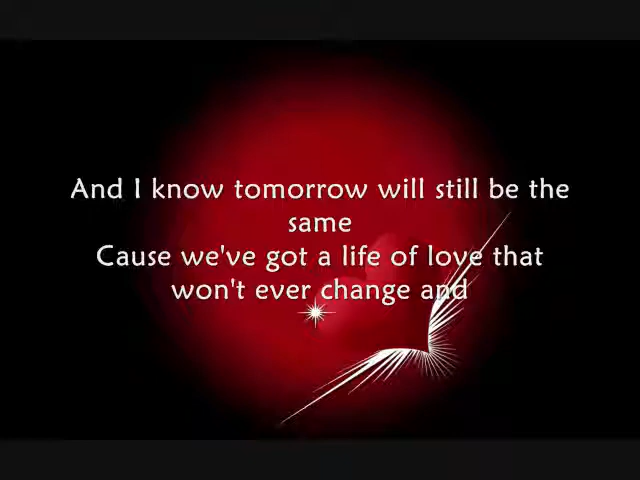 And I know tomorrow will still be the
same
Cause we've got a life of love that
won't ever change and